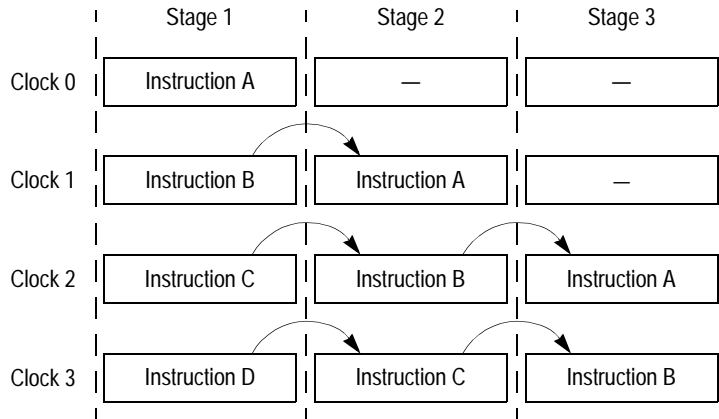 Stage 1 Stage 2 Stage 3
Clock 0 Instruction A — —
Clock 1 Instruction B Instruction A —
Clock 2 Instruction C Instruction B Instruction A
Clock 3 Instruction D Instruction C Instruction B